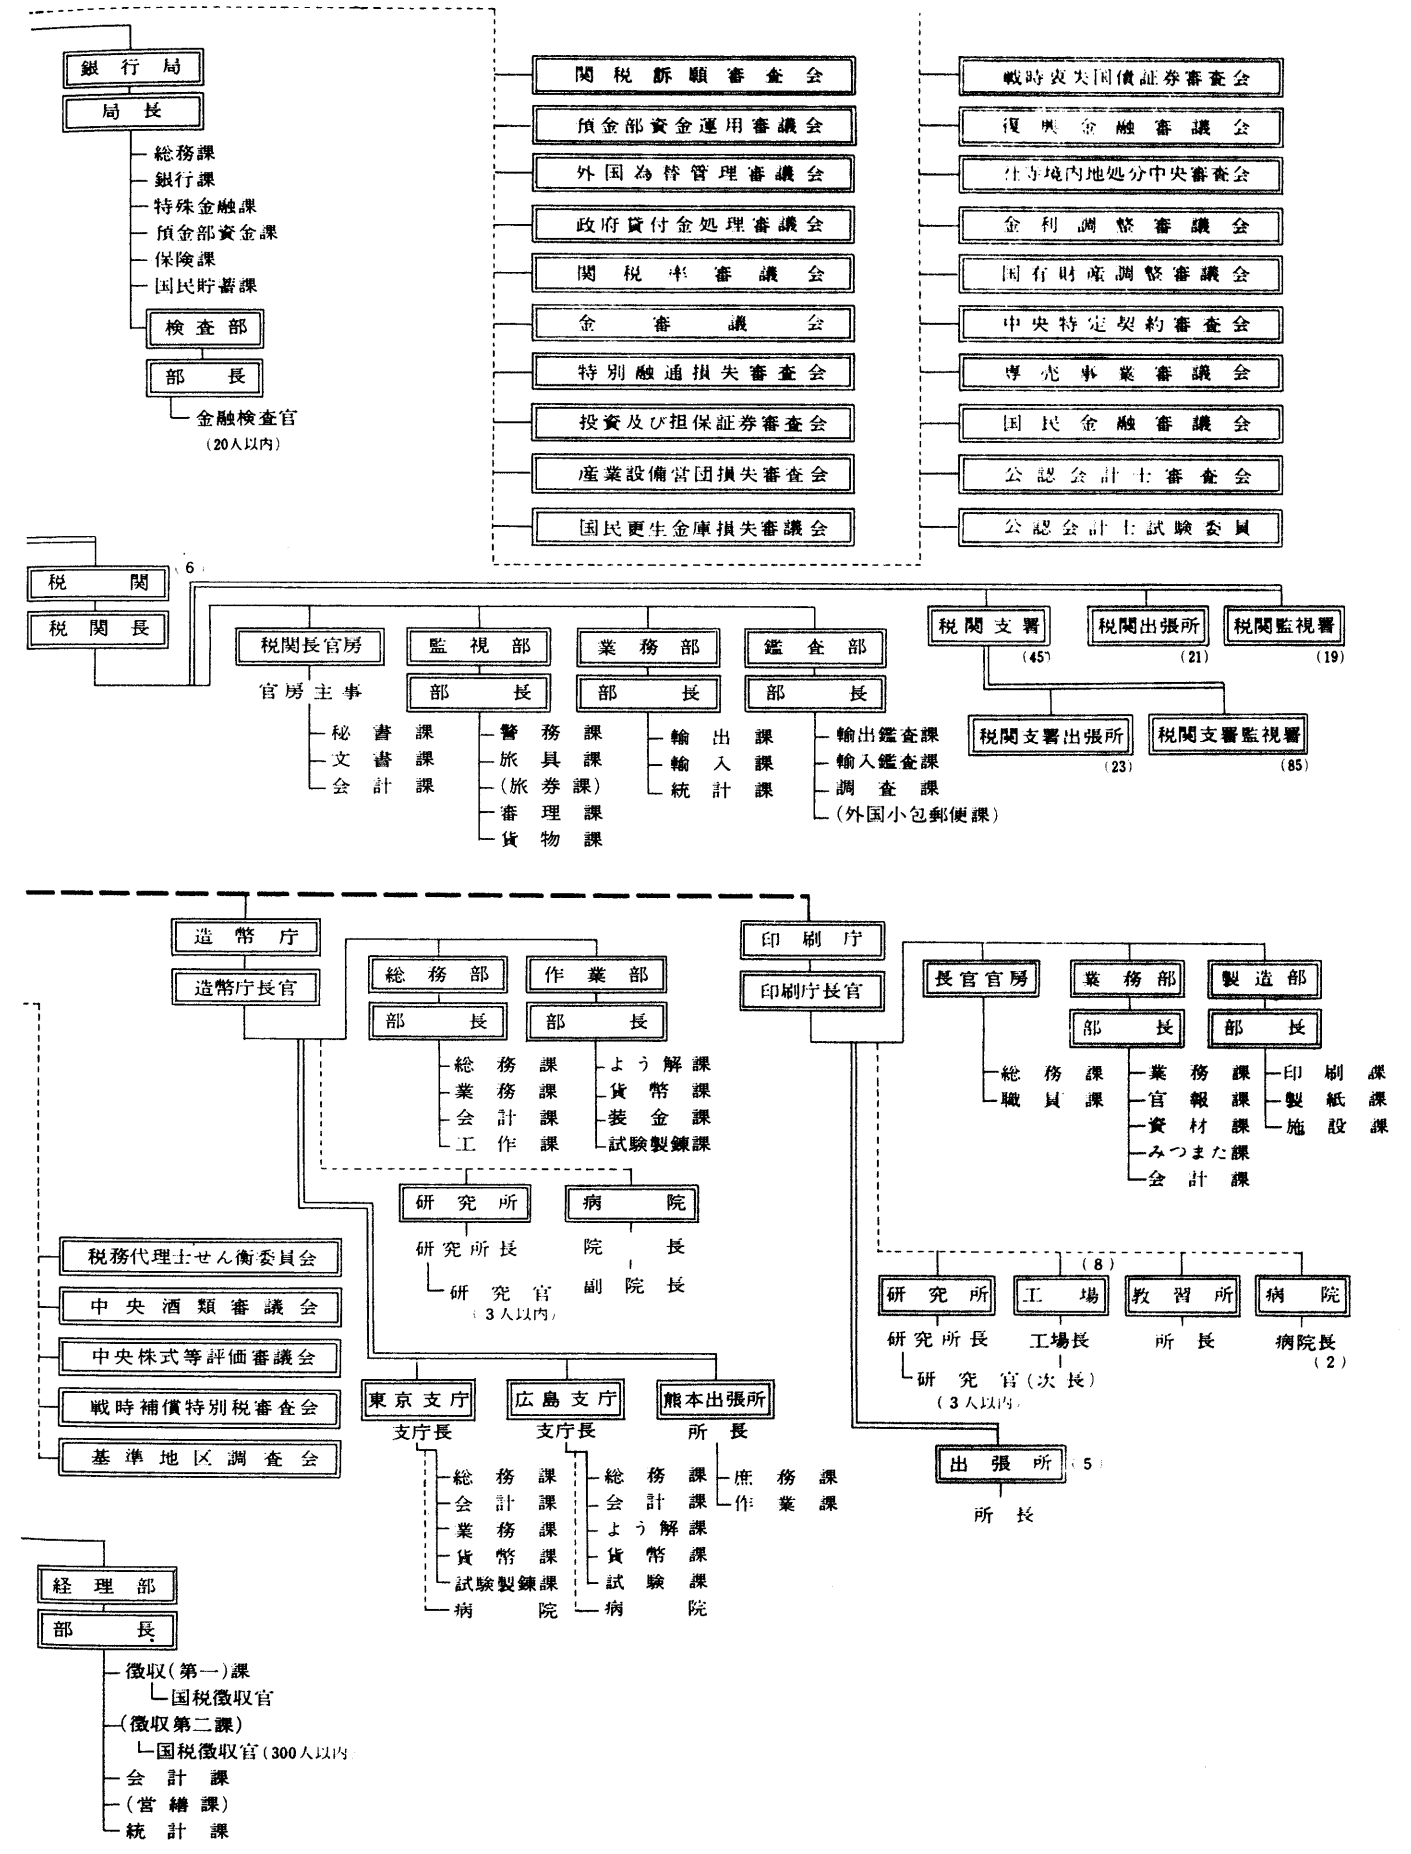 銀行局
局長
総務課
銀行課
特殊金融課
預金部資金課
保険課
国民貯蓄課
検査部
部長
金融検査官
(20人以内)
関税訴願審査会
預金部資金運用審議会
外国為替管理審議会
政府貸付金処理審議会
関税率審議会
金審議会
特別融通損失審査会
投資及び担保証券審査会
産業設備営団損失審査会
国民更生金庫損失審議会
戦時喪失国債証券審査会
復興金融審議会
社寺境内地処分中央審査会
金利調整審議会
国有財産調整審議会
中央特定契約審査会
専売事業審議会
国民金融審議会
公認会計士審査会
公認会計士試験委員
税関
(6)
税関長
税関長官房
官房主事
秘書課
文書課
会計課
監視部
部長
警務課
旅具課
(旅券課)
審理課
貨物課
業務部
部長
輸出課
輸入課
統計課
鑑査部
部長
輸出鑑査課
輸入鑑査課
調査課
(外国小包郵便課)
税関支署
(45)
税関出張所
(21)
税関監視署
(19)
税関支署出張所
(23)
税関支署監視署
(85)
造幣庁
造幣庁長官
総務部
部長
総務課
業務課
会計課
工作課
作業部
部長
よう解課
貨幣課
装金課
試験製錬課
研究所
研究所長
研究官
(3人以内)
病院
院長
副院長
東京支庁
支庁長
総務課
会計課
業務課
貨幣課
試験製錬課
病院
広島支庁
支庁長
総務課
会計課
よう解課
貨幣課
試験課
病院
熊本出張所
所長
庶務課
作業課
印刷庁
印刷庁長官
長官官房
総務課
職員課
業務部
部長
業務課
官報課
資材課
みつまた課
会計課
製造部
部長
印刷課
製紙課
施設課
研究所
研究所長
研究官
(3人以内)
(8)
工場
工場長
(次長)
教習所
所長
病院
病院長
(2)
出張所
(5)
所長
税務代理士せん衡委員会
中央酒類審議会
中央株式等評価審議会
戦時補償特別税審査会
基準地区調査会
経理部
部長
徴収(第一)課
国税徴収官
(徴収第二課)
国税徴収官(300人以内)
会計課
(営繕課)
統計課